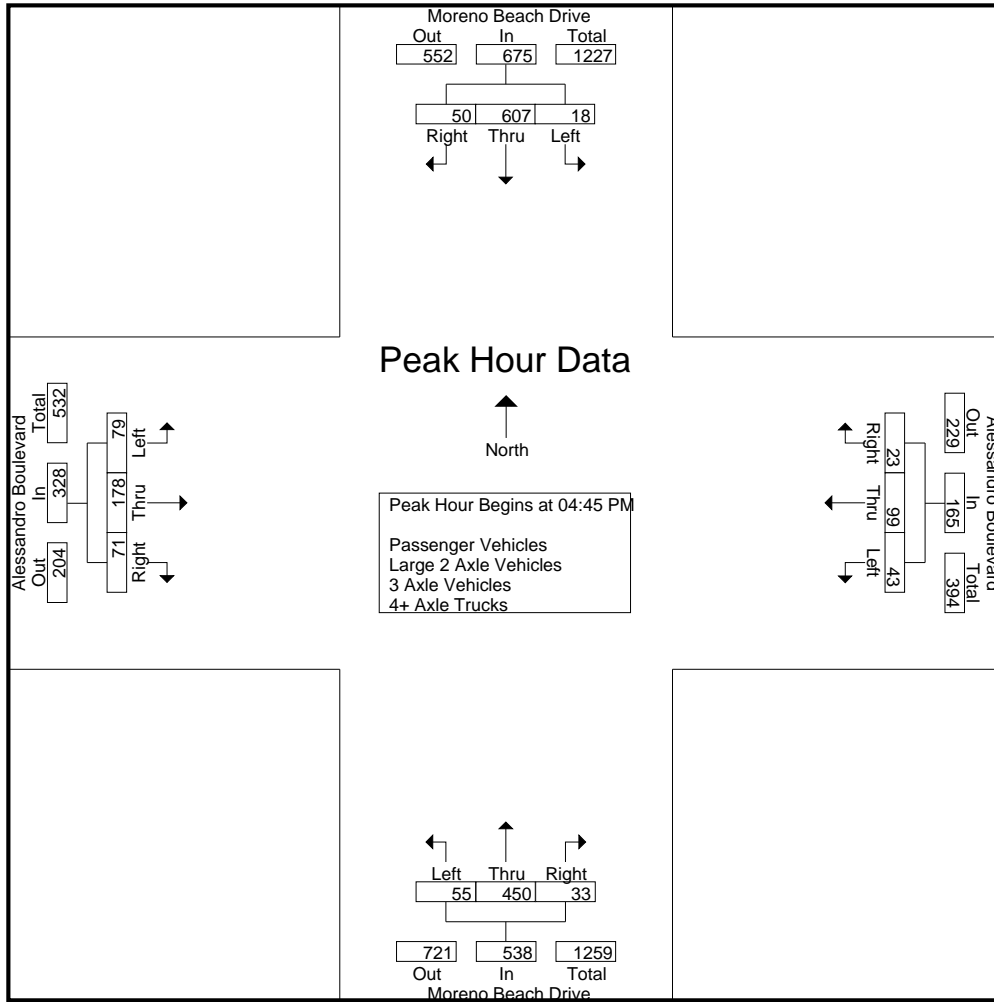 Moreno Beach Drive
Out In Total
552 675 1227
50 607 18
Right Thru Left
Peak Hour Data
North
Peak Hour Begins at 04:45 PM
Passenger Vehicles
Large 2 Axle Vehicles
3 Axle Vehicles
4+ Axle Trucks
Alessandro Boulevard
Out In Total
204 328 532
79 178 71
Left Thru Right
Alessandro Boulevard
Out In Total
229 165 394
23 99 43
Right Thru Left
Left Thru Right
55 450 33
721 538 1259
Out In Total
Moreno Beach Drive